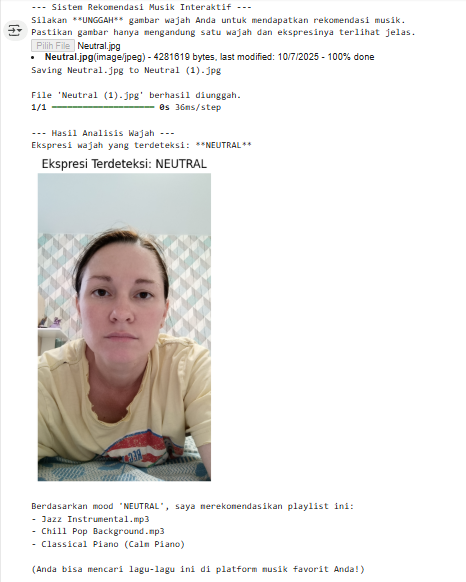 --- Sistem Rekomendasi Musik Interaktif ---
Silakan **UNGGAH** gambar wajah Anda untuk mendapatkan rekomendasi musik.
Pastikan gambar hanya mengandung satu wajah dan ekspresinya terlihat jelas.
Pilih File Neutral.jpg
• Neutral.jpg(image/jpeg) - 4281619 bytes, last modified: 10/7/2025 - 100% done
Saving Neutral.jpg to Neutral (1).jpg
File 'Neutral (1).jpg' berhasil diunggah.
1/1 ━━━━━━━━━━━━━━━━━━━━ 0s 36ms/step
--- Hasil Analisis Wajah ---
Ekspresi wajah yang terdeteksi: **NEUTRAL**
Ekspresi Terdeteksi: NEUTRAL
Berdasarkan mood 'NEUTRAL', saya merekomendasikan playlist ini:
- Jazz Instrumental.mp3
- Chill Pop Background.mp3
- Classical Piano (Calm Piano)
(Anda bisa mencari lagu-lagu ini di platform musik favorit Anda!)